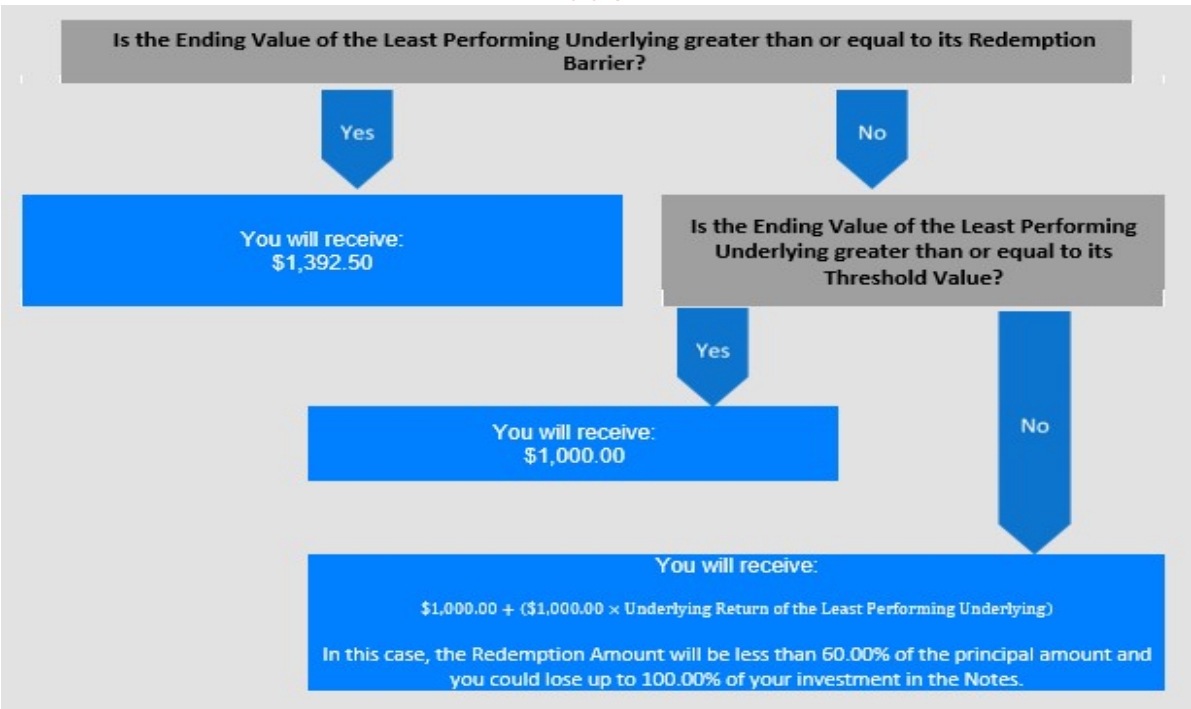 Is the Ending Value of the Least Performing Underlying greater than or equal to its Redemption
Barrier?
Yes
No
You will receive:
$1,392.50
Is the Ending Value of the Least Performing
Underlying greater than or equal to its
Threshold Value?
Yes
No
You will receive:
$1,000.00
You will receive:
$1,000.00 + ($1,000.00 × Underlying Return of the Least Performing Underlying)
In this case, the Redemption Amount will be less than 60.00% of the principal amount and
you could lose up to 100.00% of your investment in the Notes.